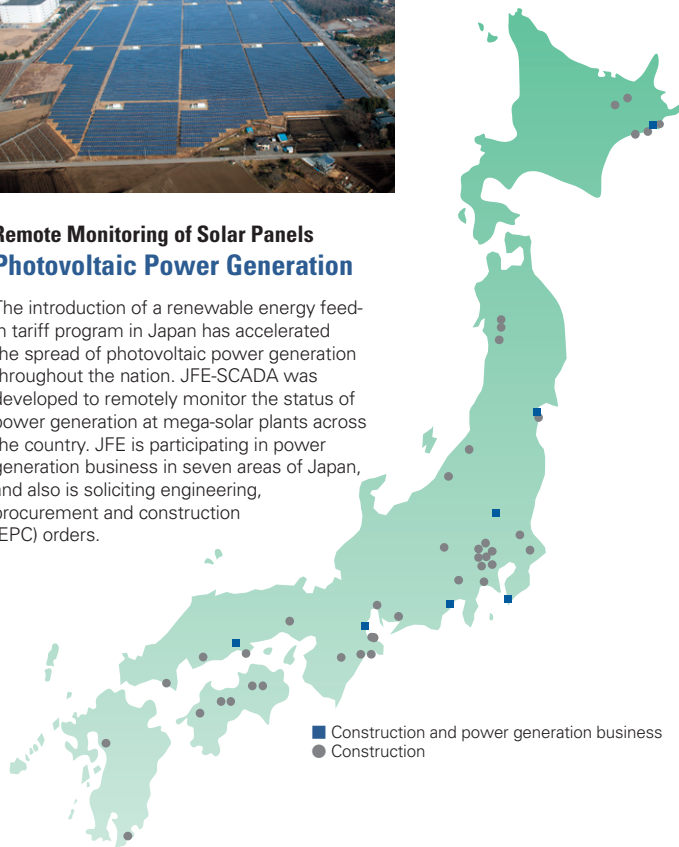 Remote Monitoring of Solar Panels
Photovoltaic Power Generation
The introduction of a renewable energy feed-
n tariff program in Japan has accelerated
the spread of photovoltaic power generation
throughout the nation. JFE-SCADA was
developed to remotely monitor the status of
power generation at mega-solar plants across
the country. JFE is participating in power
generation business in seven areas of Japan,
and also is soliciting engineering,
procurement and construction
(EPC) orders.
Construction and power generation business
Construction